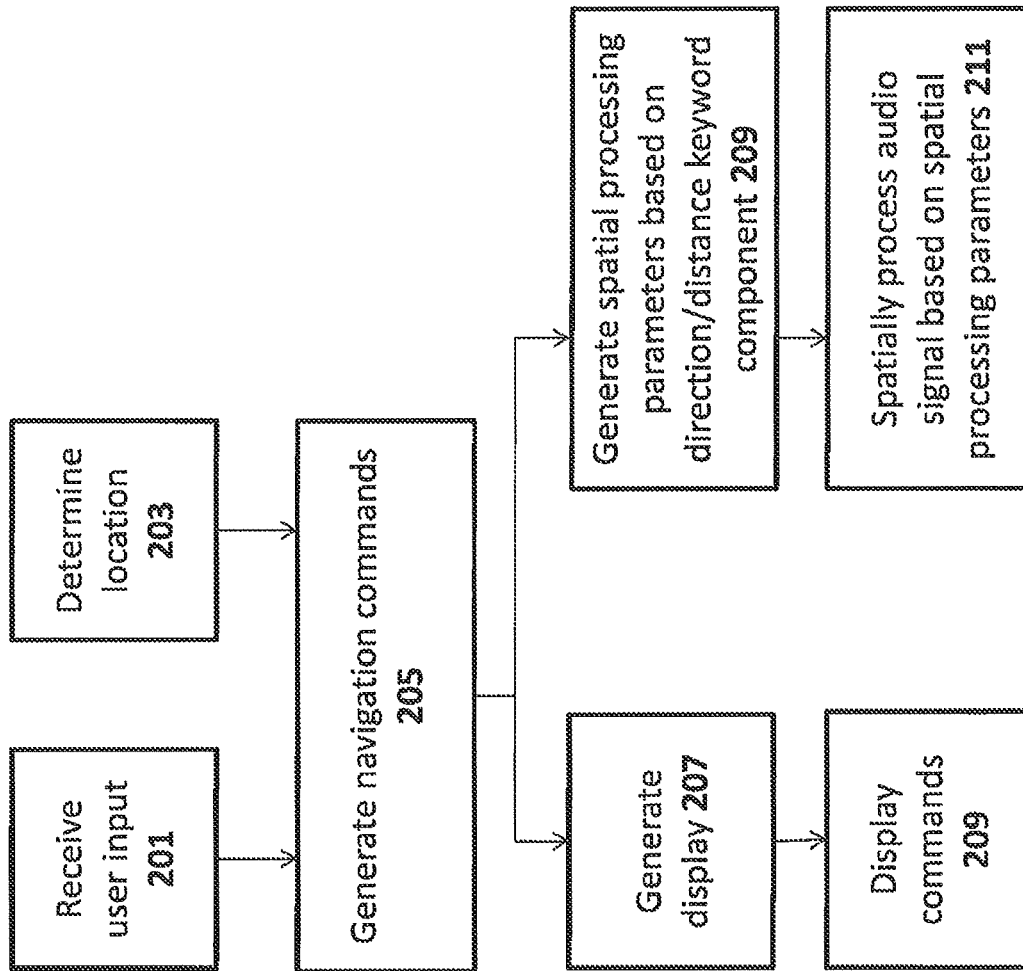 Receive
user input
201
Determine
location
203
Generate navigation commands
205
Generate
display 207
Display
commands
209
Generate spatial processing
parameters based on
direction/distance keyword
component 209
Spatially process audio
signal based on spatial
processing parameters 211